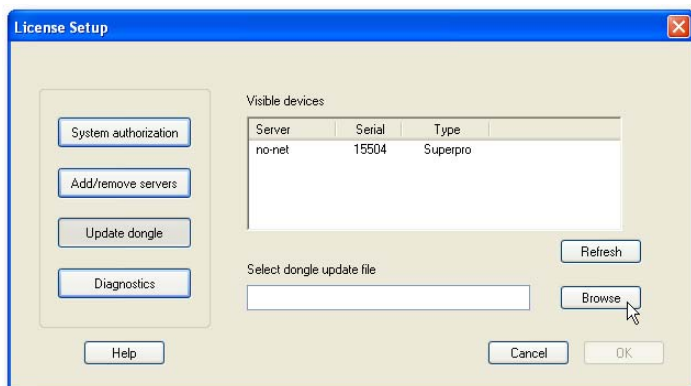 License Setup
System authorization
Add/remove servers
Update dongle
Diagnostics
Help
Visible devices
Server Serial Type
no-net 15504 Superpro
Refresh
Select dongle update file
Browse
Cancel
OK